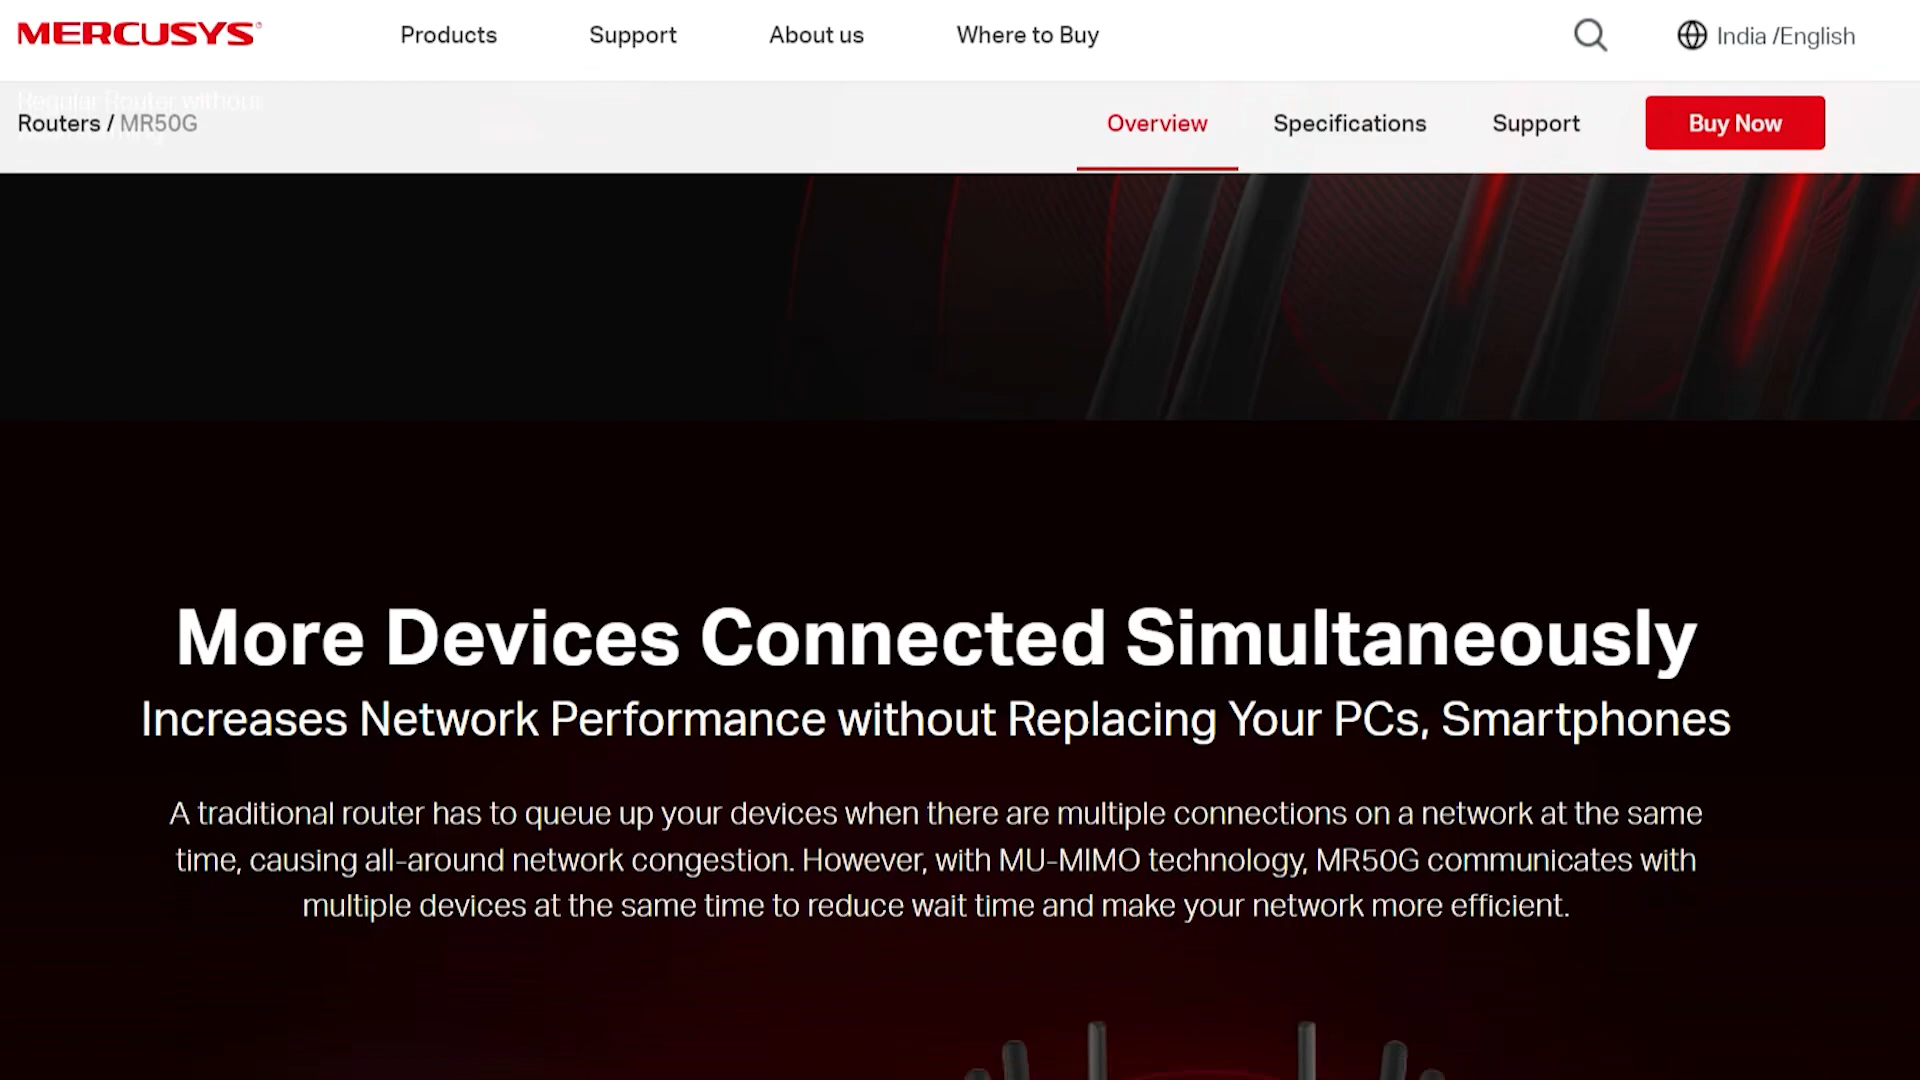 MERCUSYS
Products
Support
About us
Where to Buy
India /English
Regular Router without
Routers / MR50G
Overview
Specifications
Support
Buy Now
More Devices Connected Simultaneously
Increases Network Performance without Replacing Your PCs, Smartphones
A traditional router has to queue up your devices when there are multiple connections on a network at the same
time, causing all-around network congestion. However, with MU-MIMO technology, MR50G communicates with
multiple devices at the same time to reduce wait time and make your network more efficient.